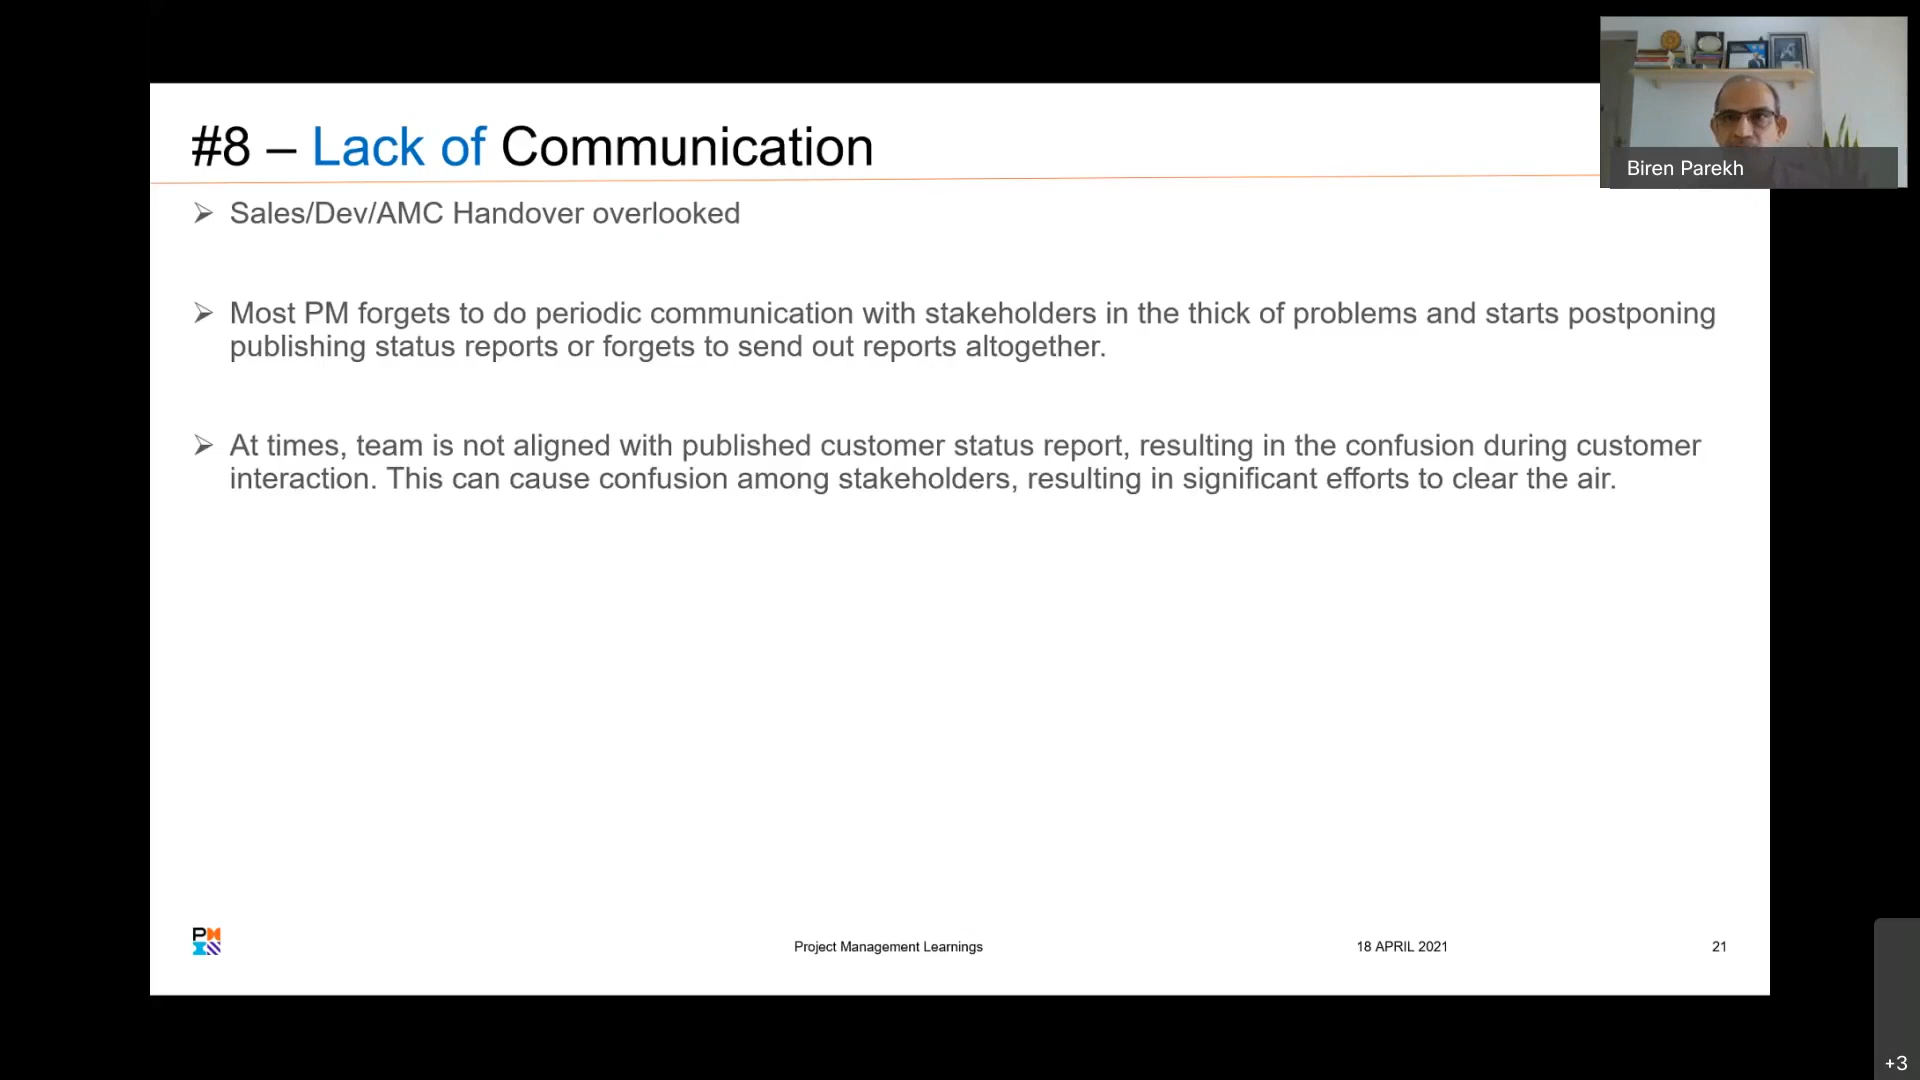 #8 – Lack of Communication
Biren Parekh
➢ Sales/Dev/AMC Handover overlooked
➢ Most PM forgets to do periodic communication with stakeholders in the thick of problems and starts postponing
publishing status reports or forgets to send out reports altogether.
➢ At times, team is not aligned with published customer status report, resulting in the confusion during customer
interaction. This can cause confusion among stakeholders, resulting in significant efforts to clear the air.
Project Management Learnings
18 APRIL 2021
21
+3